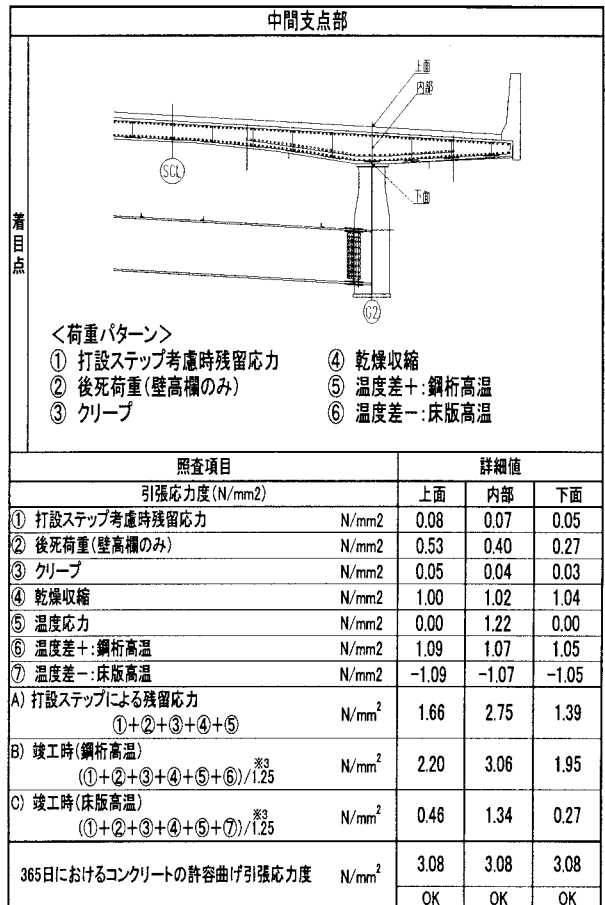 中間支点部
上面
内部
SCL
下面
着目点
G2
＜荷重パターン＞
① 打設ステップ考慮時残留応力 ④ 乾燥収縮
② 後死荷重(壁高欄のみ) ⑤ 温度差＋:鋼桁高温
③ クリープ ⑥ 温度差－:床版高温
照査項目 詳細値
引張応力度(N/mm2) 上面 内部 下面
① 打設ステップ考慮時残留応力 N/mm2 0.08 0.07 0.05
② 後死荷重(壁高欄のみ) N/mm2 0.53 0.40 0.27
③ クリープ N/mm2 0.05 0.04 0.03
④ 乾燥収縮 N/mm2 1.00 1.02 1.04
⑤ 温度応力 N/mm2 0.00 1.22 0.00
⑥ 温度差＋:鋼桁高温 N/mm2 1.09 1.07 1.05
⑦ 温度差－:床版高温 N/mm2 -1.09 -1.07 -1.05
A) 打設ステップによる残留応力
①+②+③+④+⑤ N/mm² 1.66 2.75 1.39
B) 竣工時(鋼桁高温)
(①+②+③+④+⑤+⑥)/1.25 ※3 N/mm² 2.20 3.06 1.95
C) 竣工時(床版高温)
(①+②+③+④+⑤+⑦)/1.25 ※3 N/mm² 0.46 1.34 0.27
365日におけるコンクリートの許容曲げ引張応力度 N/mm² 3.08 3.08 3.08
OK OK OK